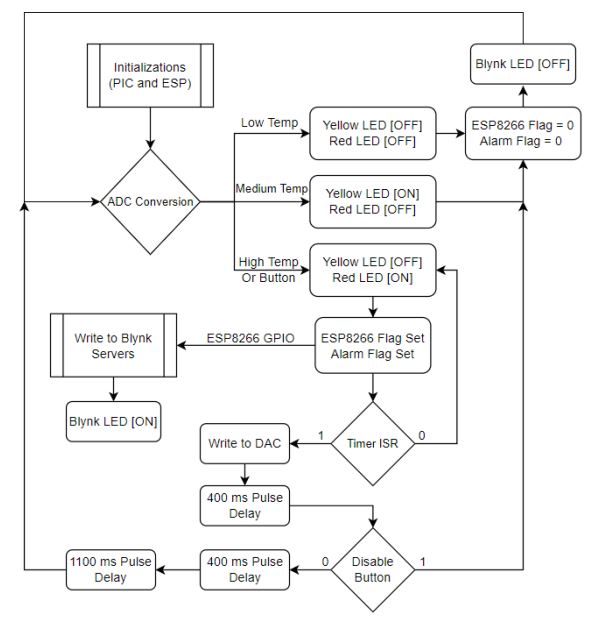 Initializations
(PIC and ESP)
Blynk LED [OFF]
Low Temp
Yellow LED [OFF]
Red LED [OFF]
ESP8266 Flag = 0
Alarm Flag = 0
ADC Conversion
Medium Temp
Yellow LED [ON]
Red LED [OFF]
High Temp
Or Button
Yellow LED [OFF]
Red LED [ON]
Write to Blynk
Servers
ESP8266 GPIO
ESP8266 Flag Set
Alarm Flag Set
Blynk LED [ON]
Write to DAC
1
Timer ISR
0
400 ms Pulse
Delay
1100 ms Pulse
Delay
400 ms Pulse
Delay
0
Disable
Button
1